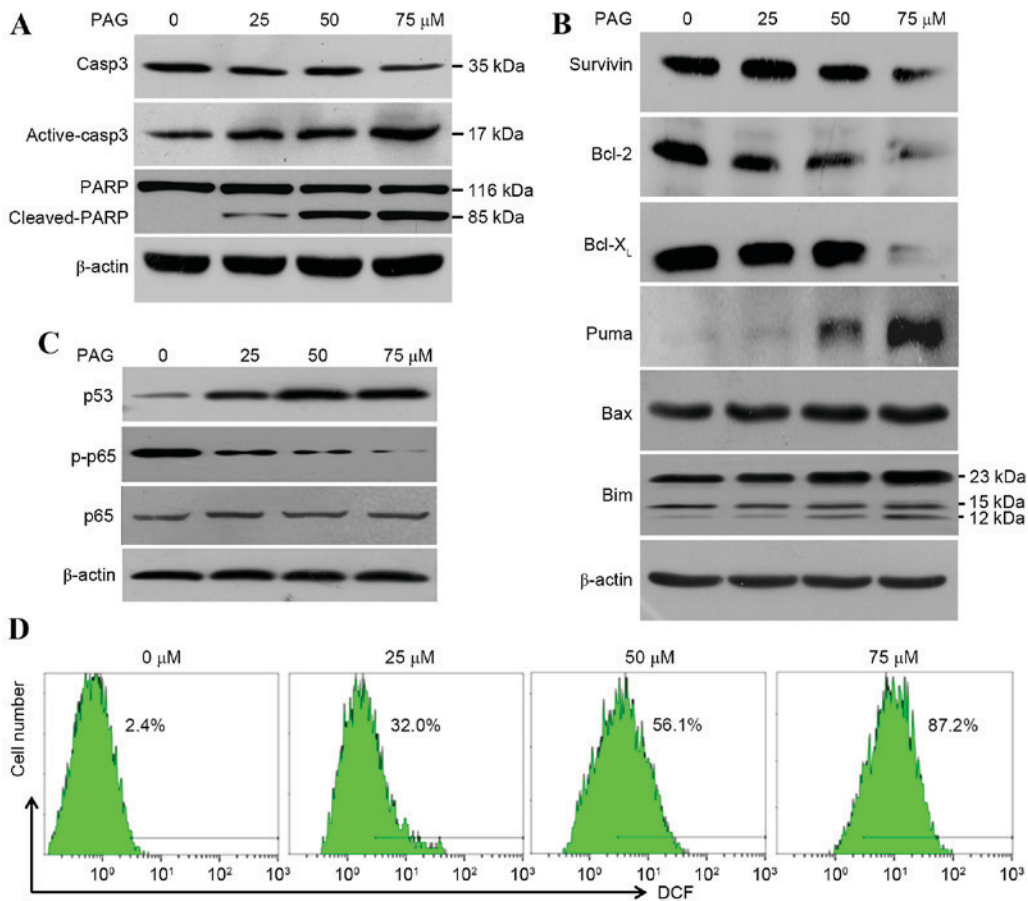 A
PAG 0 25 50 75 μM
Casp3 35 kDa
Active-casp3 17 kDa
PARP 116 kDa
Cleaved-PARP 85 kDa
β-actin
B
PAG 0 25 50 75 μM
Survivin
Bcl-2
Bcl-XL
Puma
Bax
Bim 23 kDa
15 kDa
12 kDa
β-actin
C
PAG 0 25 50 75 μM
p53
p-p65
p65
β-actin
D
0 μM 25 μM 50 μM 75 μM
Cell number
2.4% 32.0% 56.1% 87.2%
10⁰ 10¹ 10² 10³ 10⁰ 10¹ 10² 10³ 10⁰ 10¹ 10² 10³ 10⁰ 10¹ 10² 10³
DCF